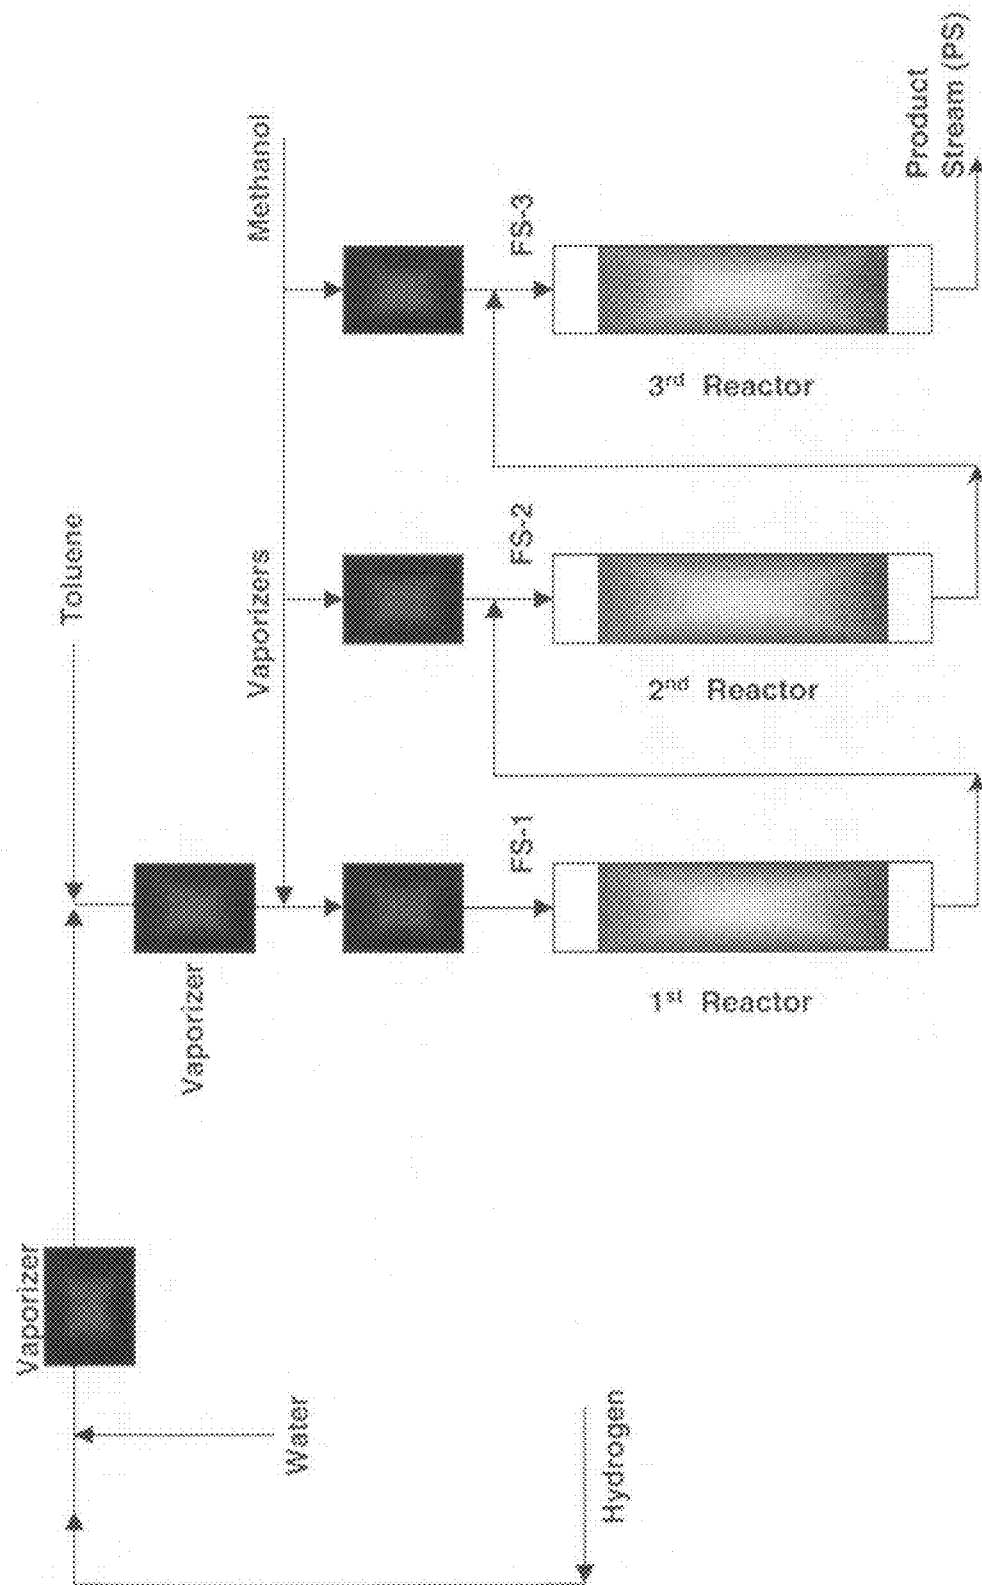 Toluene
Vaporizer
Vaporizer
Water
Hydrogen
Vaporizers
Methanol
FS-1
FS-2
FS-3
1st Reactor
2nd Reactor
3rd Reactor
Product
Stream (PS)